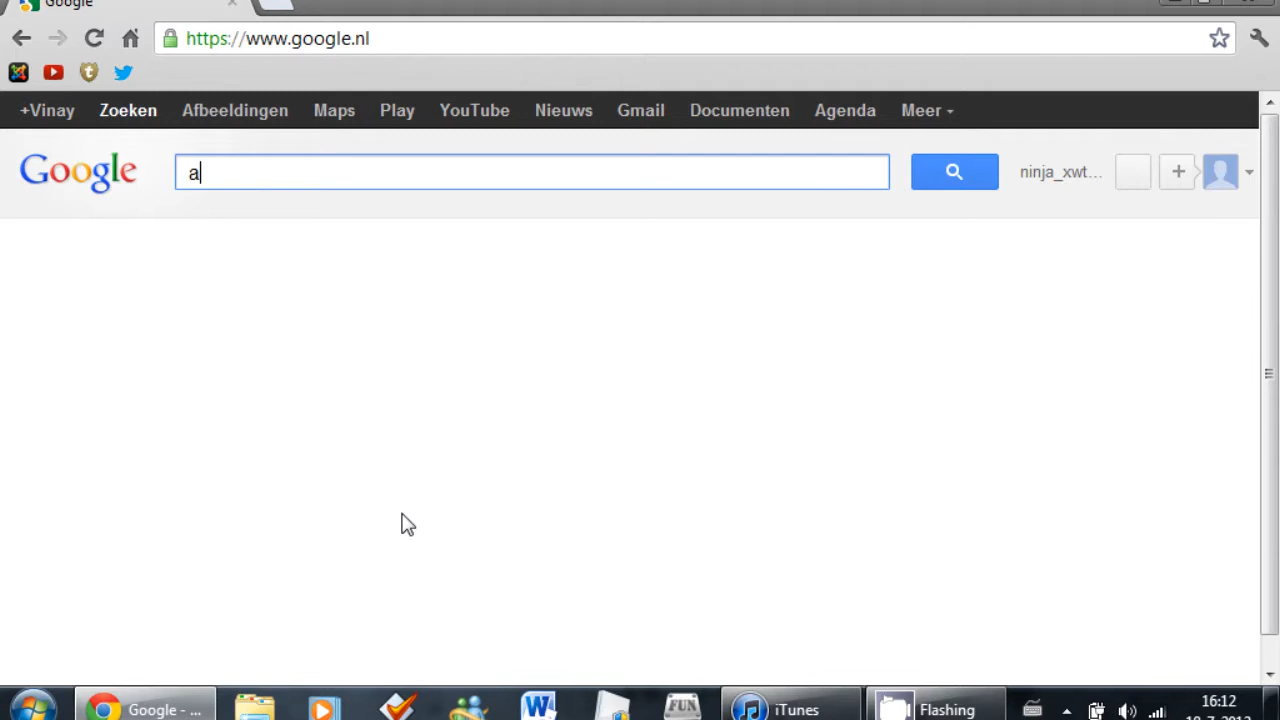 Google
https://www.google.nl
+Vinay Zoeken Afbeeldingen Maps Play YouTube Nieuws Gmail Documenten Agenda Meer
Google a ninja_xwt... +
Google - ... W FUN iTunes Flashing 16:12